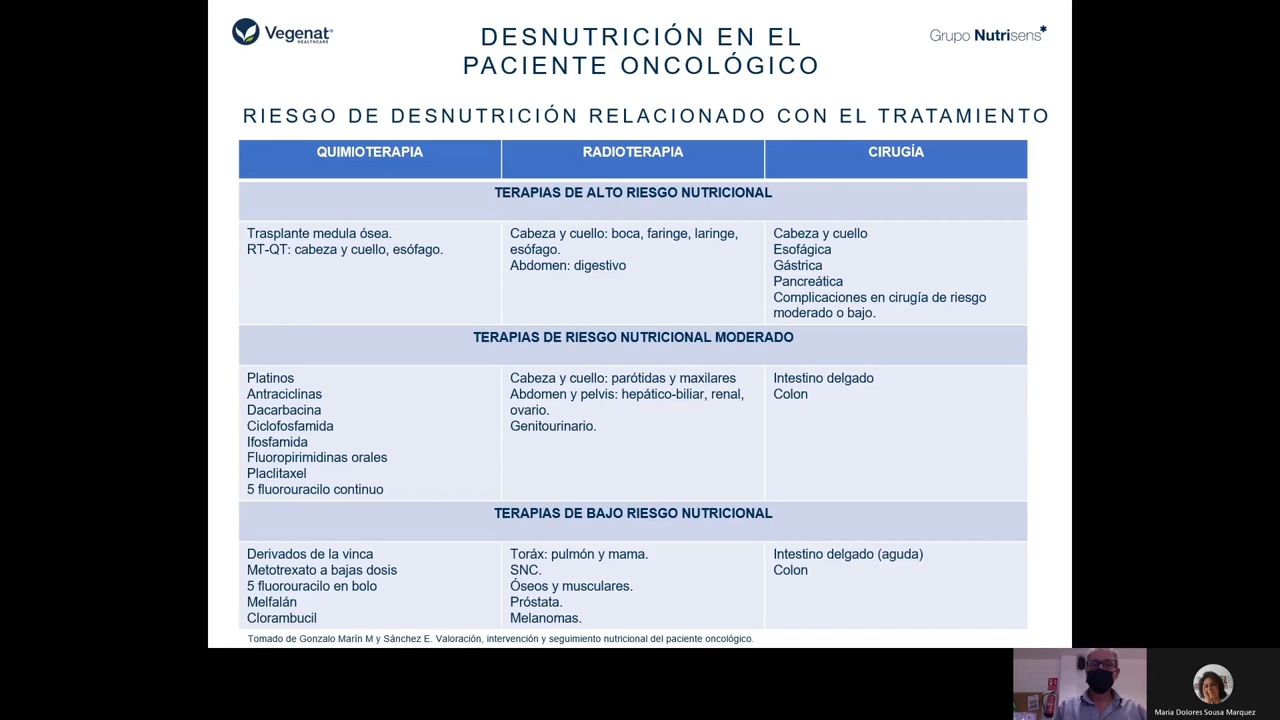 Vegenat
HEALTHCARE
DESNUTRICIÓN EN EL
PACIENTE ONCOLÓGICO
Grupo Nutrisens*
RIESGO DE DESNUTRICIÓN RELACIONADO CON EL TRATAMIENTO
QUIMIOTERAPIA
RADIOTERAPIA
CIRUGÍA
TERAPIAS DE ALTO RIESGO NUTRICIONAL
Trasplante medula ósea.
RT-QT: cabeza y cuello, esófago.
Cabeza y cuello: boca, faringe, laringe,
esófago.
Abdomen: digestivo
Cabeza y cuello
Esofágica
Gástrica
Pancreática
Complicaciones en cirugía de riesgo
moderado o bajo.
TERAPIAS DE RIESGO NUTRICIONAL MODERADO
Platinos
Antraciclinas
Dacarbacina
Ciclofosfamida
Ifosfamida
Fluoropirimidinas orales
Placlitaxel
5 fluorouracilo continuo
Cabeza y cuello: parótidas y maxilares
Abdomen y pelvis: hepático-biliar, renal,
ovario.
Genitourinario.
Intestino delgado
Colon
TERAPIAS DE BAJO RIESGO NUTRICIONAL
Derivados de la vinca
Metotrexato a bajas dosis
5 fluorouracilo en bolo
Melfalán
Clorambucil
Toráx: pulmón y mama.
SNC.
Óseos y musculares.
Próstata.
Melanomas.
Intestino delgado (aguda)
Colon
Tomado de Gonzalo Marín M y Sánchez E. Valoración, intervención y seguimiento nutricional del paciente oncológico.
Maria Dolores Sousa Marquez